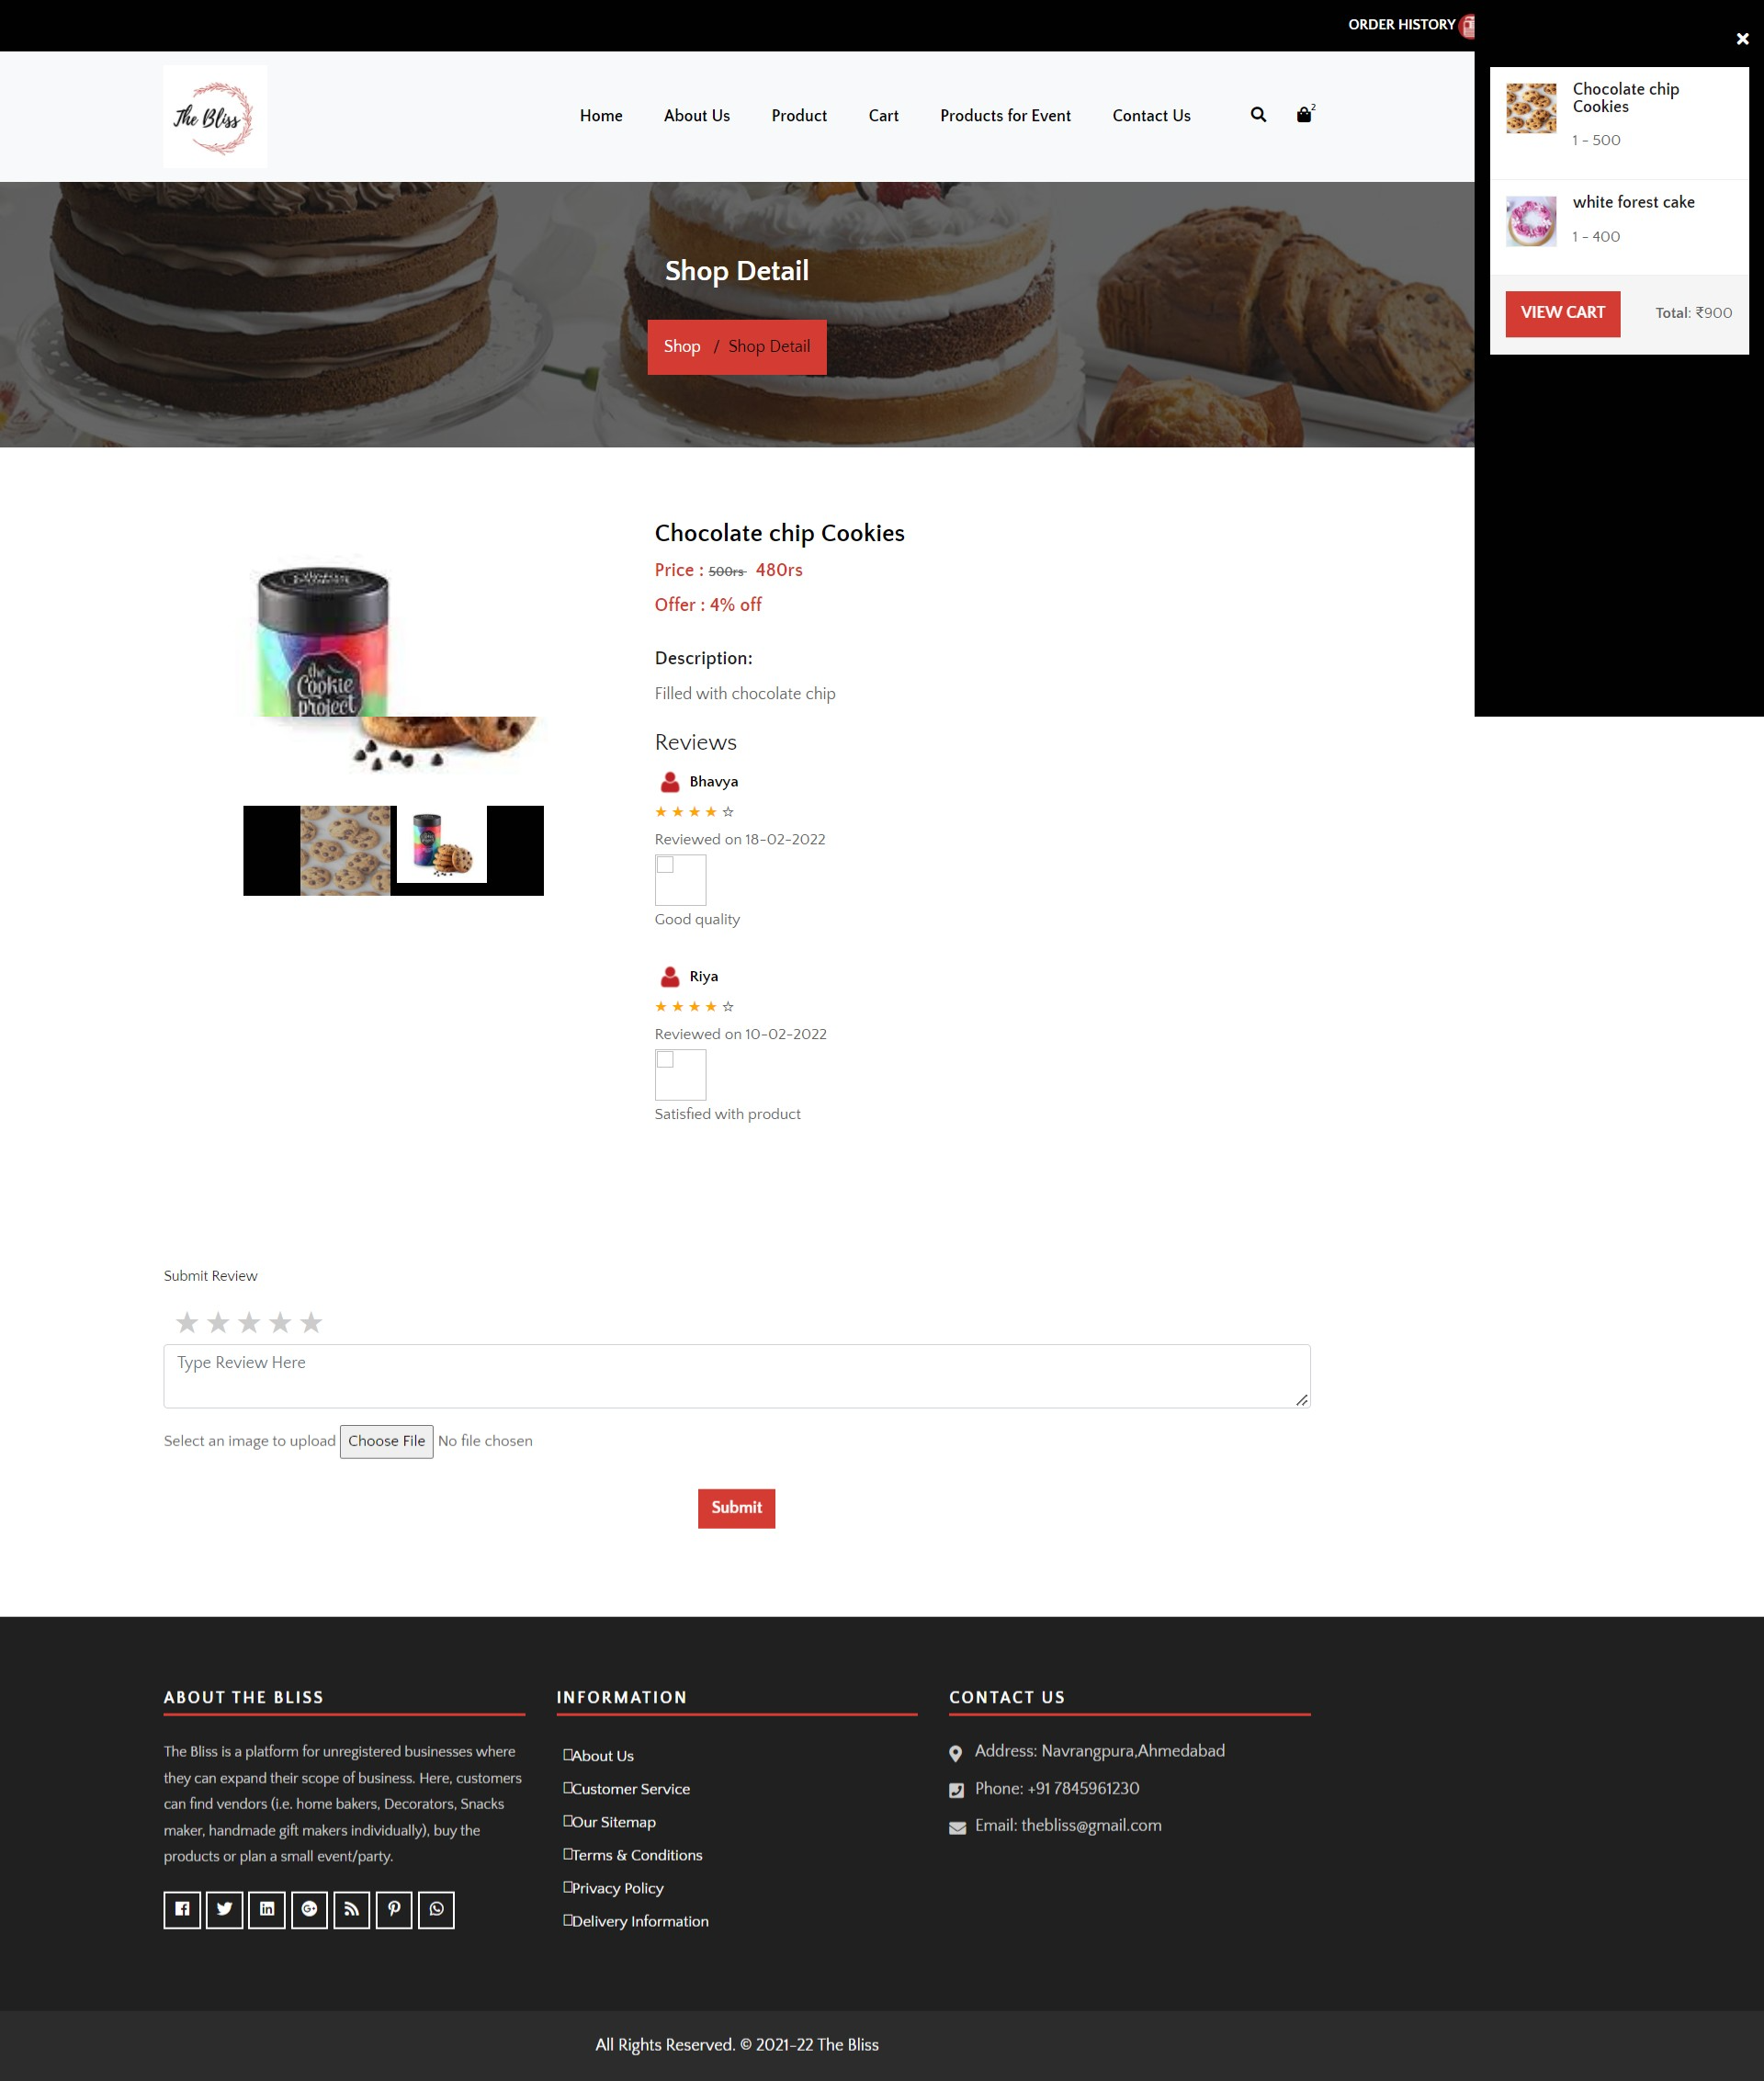 ORDER HISTORY
The Bliss
Home
About Us
Product
Cart
Products for Event
Contact Us
2
Chocolate chip
Cookies
1 - 500
white forest cake
1 - 400
VIEW CART
Total: ₹900
Shop Detail
Shop / Shop Detail
the
Cookie
project
Chocolate chip Cookies
Price : 500rs 480rs
Offer : 4% off
Description:
Filled with chocolate chip
Reviews
Bhavya
★ ★ ★ ★ ☆
Reviewed on 18-02-2022
Good quality
Riya
★ ★ ★ ★ ☆
Reviewed on 10-02-2022
Satisfied with product
Submit Review
★ ★ ★ ★ ★
Type Review Here
Select an image to upload Choose File No file chosen
Submit
ABOUT THE BLISS
The Bliss is a platform for unregistered businesses where
they can expand their scope of business. Here, customers
can find vendors (i.e. home bakers, Decorators, Snacks
maker, handmade gift makers individually), buy the
products or plan a small event/party.
INFORMATION
About Us
Customer Service
Our Sitemap
Terms & Conditions
Privacy Policy
Delivery Information
CONTACT US
Address: Navrangpura,Ahmedabad
Phone: +91 7845961230
Email: thebliss@gmail.com
All Rights Reserved. © 2021-22 The Bliss